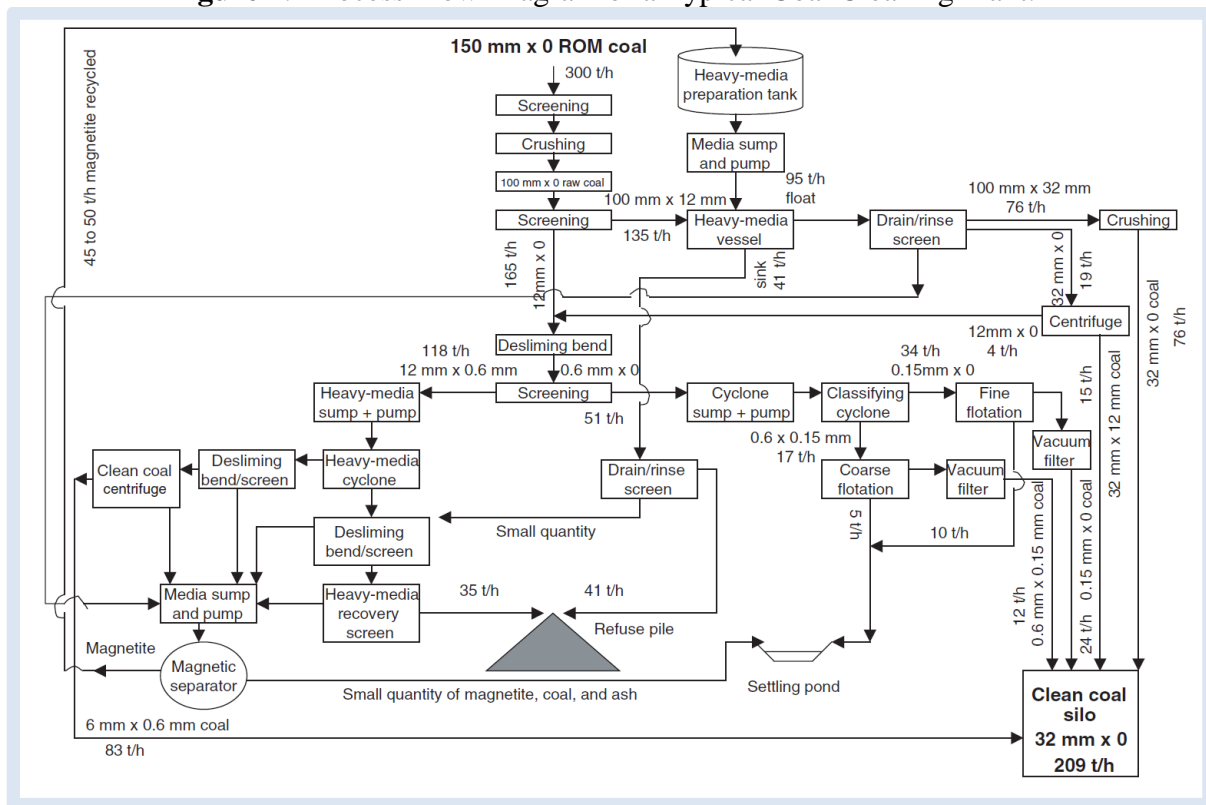 150 mm x 0 ROM coal
300 t/h
Screening
Crushing
100 mm x 0 raw coal
Screening
Heavy-media
preparation tank
Media sump
and pump
95 t/h
float
100 mm x 12 mm
135 t/h
Heavy-media
vessel
Drain/rinse
screen
100 mm x 32 mm
76 t/h
Crushing
45 to 50 t/h magnetite recycled
165 t/h
12mm x 0
sink
41 t/h
32 mm x 0
19 t/h
Centrifuge
32 mm x 0 coal
76 t/h
Desliming bend
12mm x 0
4 t/h
15 t/h
32 mm x 12 mm coal
118 t/h
12 mm x 0.6 mm
0.6 mm x 0
34 t/h
0.15mm x 0
Heavy-media
sump + pump
Screening
51 t/h
Cyclone
sump + pump
Classifying
cyclone
Fine
flotation
0.6 x 0.15 mm
17 t/h
Vacuum
filter
Clean coal
centrifuge
Desliming
bend/screen
Heavy-media
cyclone
Drain/rinse
screen
Coarse
flotation
Vacuum
filter
Desliming
bend/screen
Small quantity
5 t/h
10 t/h
12 t/h
0.6 mm x 0.15 mm coal
24 t/h
0.15 mm x 0 coal
Media sump
and pump
Heavy-media
recovery
screen
35 t/h
41 t/h
Refuse pile
Magnetite
Magnetic
separator
Small quantity of magnetite, coal, and ash
Settling pond
6 mm x 0.6 mm coal
83 t/h
Clean coal
silo
32 mm x 0
209 t/h